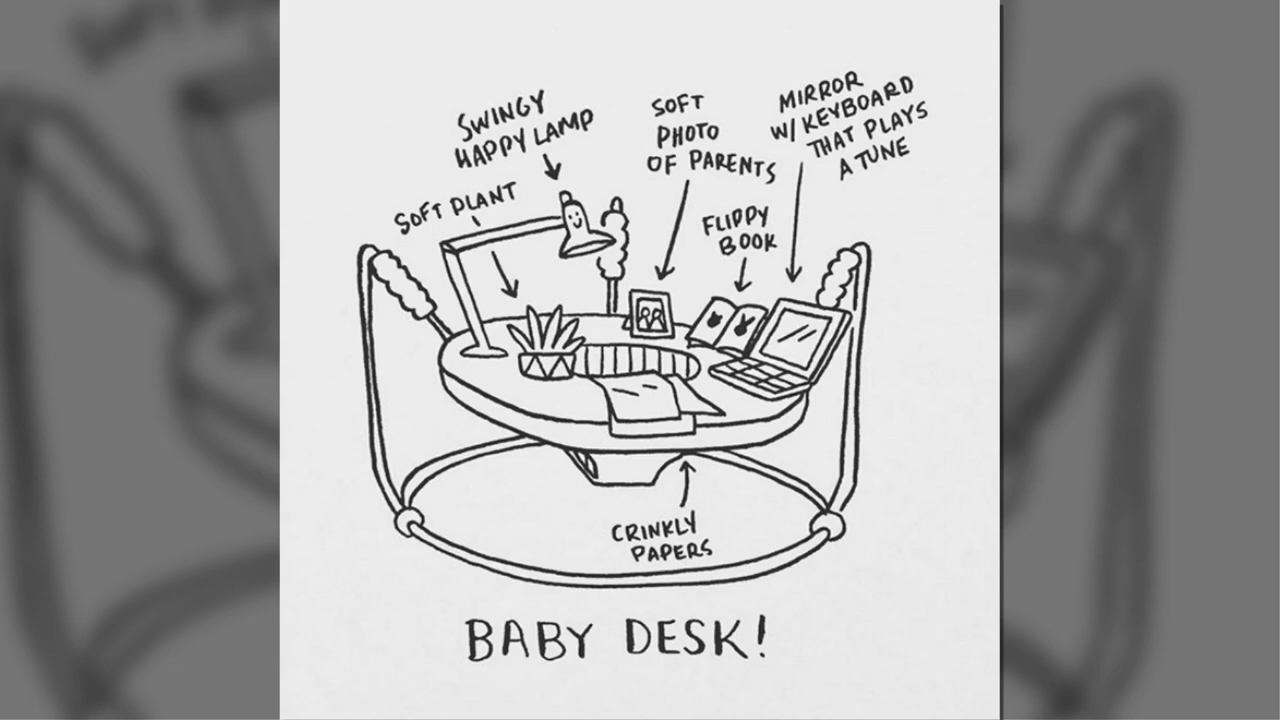 SWINGY
HAPPY LAMP
SOFT PLANT
SOFT
PHOTO
OF PARENTS
MIRROR
W/ KEYBOARD
THAT PLAYS
A TUNE
FLIPPY
BOOK
CRINKLY
PAPERS
BABY DESK!